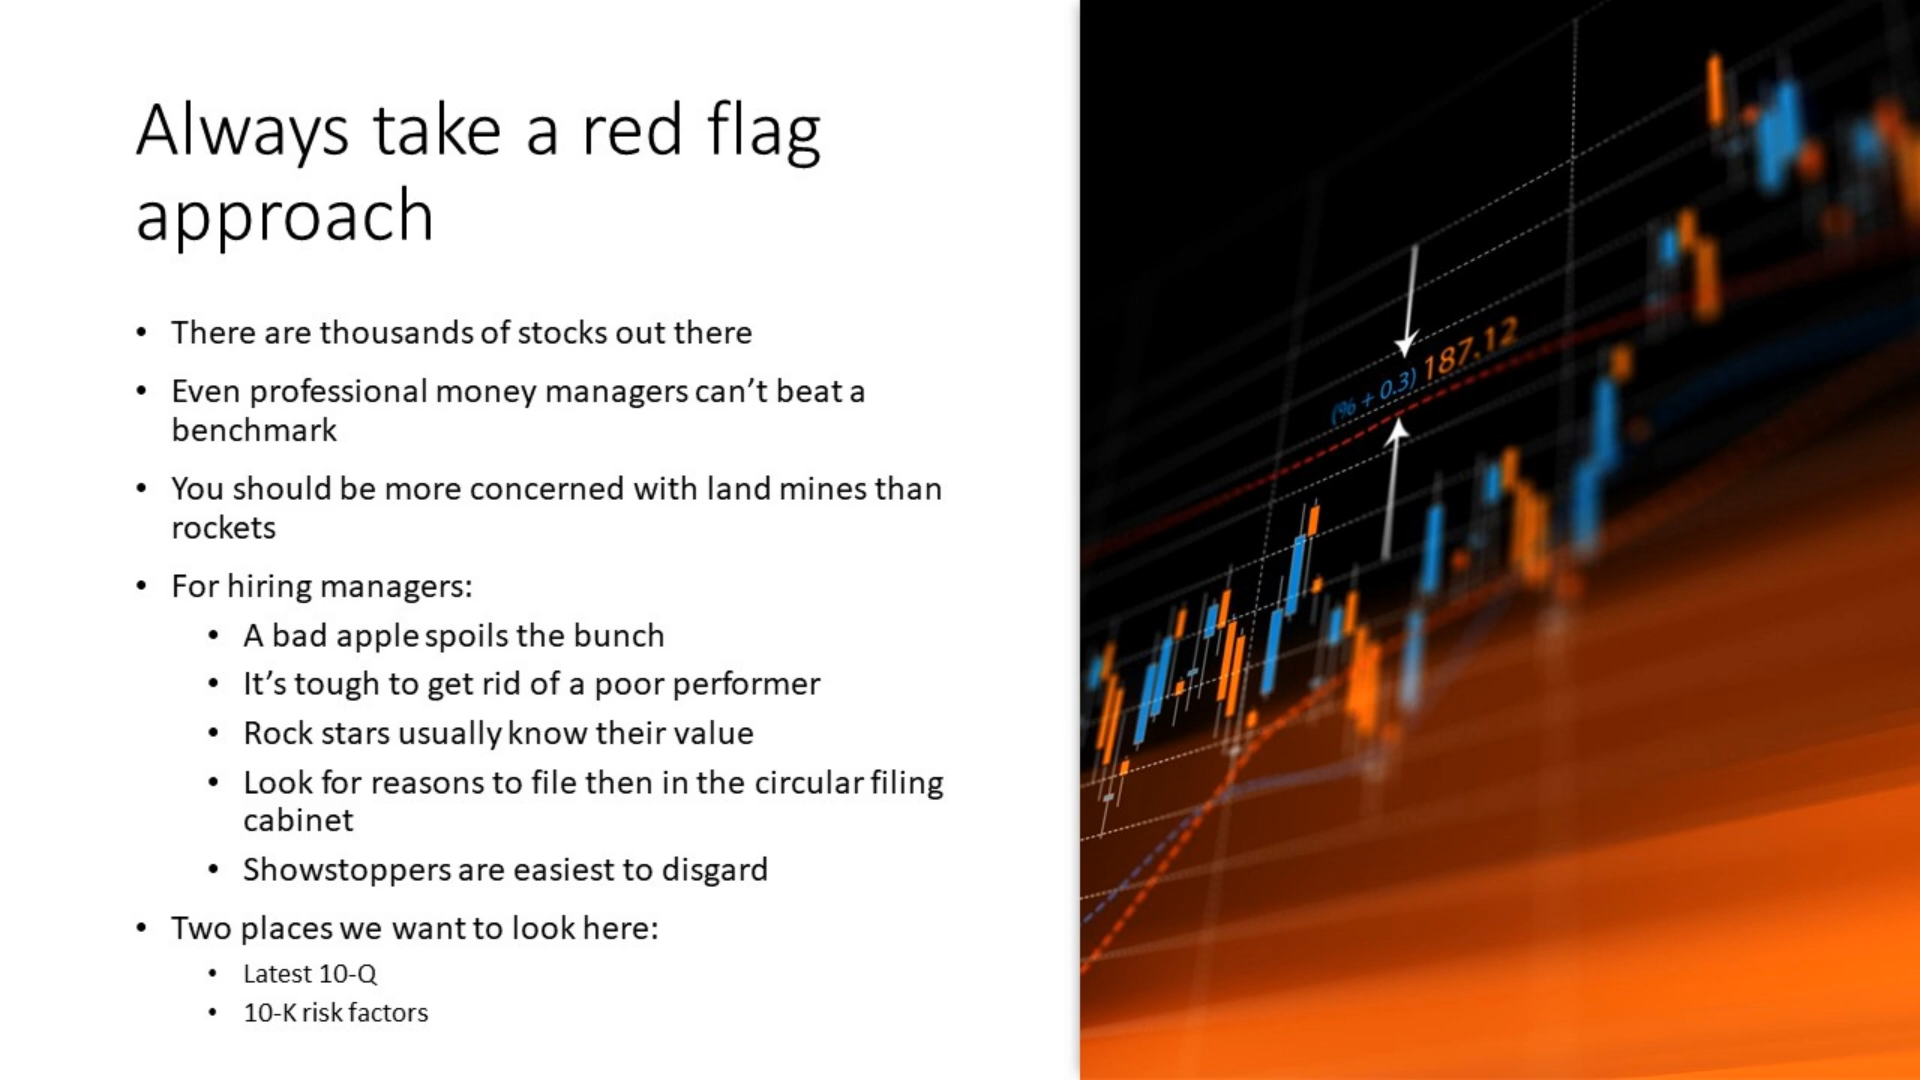 Always take a red flag
approach
• There are thousands of stocks out there
• Even professional money managers can’t beat a
benchmark
• You should be more concerned with land mines than
rockets
• For hiring managers:
• A bad apple spoils the bunch
• It’s tough to get rid of a poor performer
• Rock stars usually know their value
• Look for reasons to file then in the circular filing
cabinet
• Showstoppers are easiest to disgard
• Two places we want to look here:
• Latest 10-Q
• 10-K risk factors
(% + 0.3) 187.12